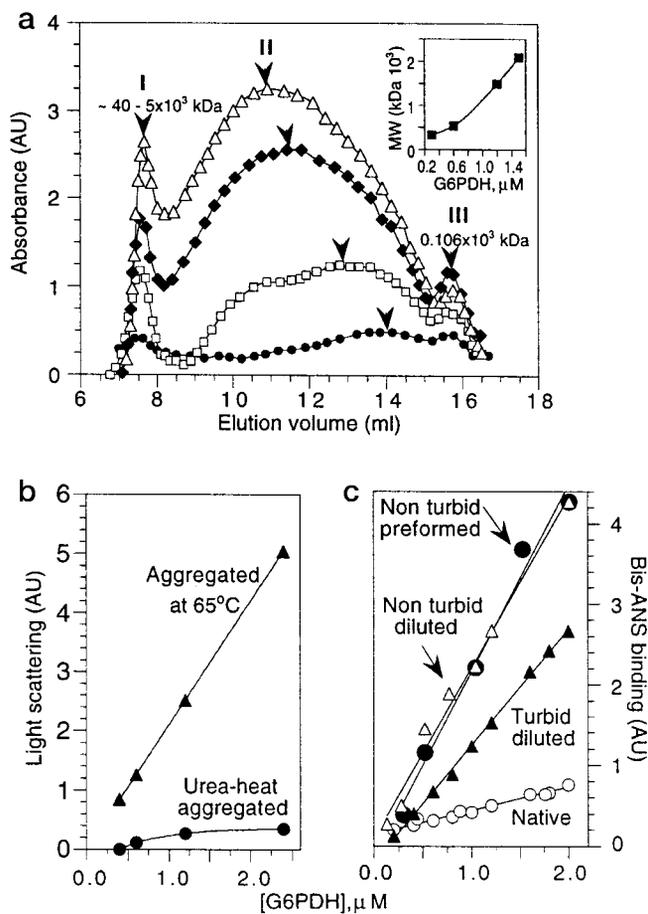 a
Absorbance (AU)
4
3.5
3
2.5
2
1.5
1
0.5
0
6
8
10
12
14
16
18
Elution volume (ml)
I
~ 40 - 5x10³ kDa
II
III
0.106x10³ kDa
MW (kDa 10³)
2
1
0
0.2
0.6
1.0
1.4
G6PDH, µM
b
Light scattering (AU)
6
5
4
3
2
1
0
0.0
1.0
2.0
Aggregated
at 65°C
Urea-heat
aggregated
[G6PDH], µ M
c
Non turbid
preformed
Non turbid
diluted
Turbid
diluted
Native
0.0
1.0
2.0
4
3
2
1
0
Bis-ANS binding
(AU)